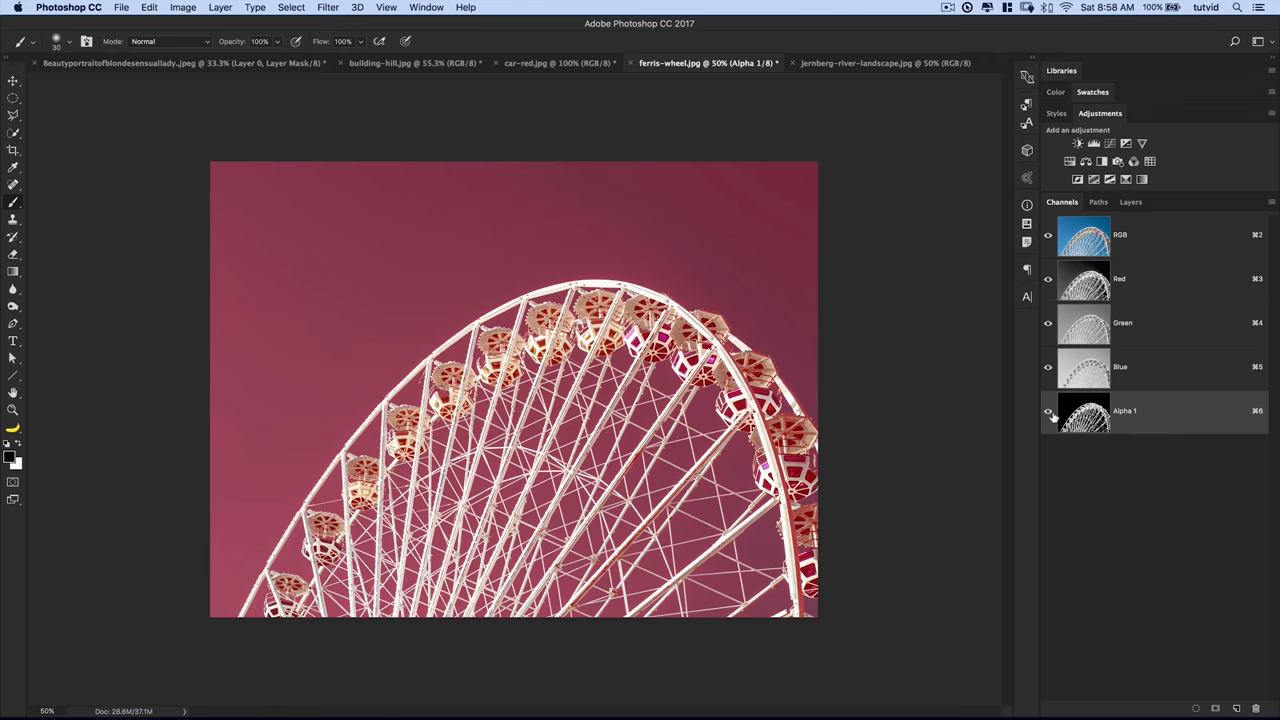 Photoshop CC File Edit Image Layer Type Select Filter 3D View Window Help 100% Sat 8:58 AM tutvid
Adobe Photoshop CC 2017
30 Mode: Normal Opacity: 100% Flow: 100%
× Beautyportraitofblondesensuallady..jpeg @ 33.3% (Layer 0, Layer Mask/8) * × building-hill.jpg @ 55.3% (RGB/8) * × car-red.jpg @ 100% (RGB/8) * × ferris-wheel.jpg @ 50% (Alpha 1/8) * × jernberg-river-landscape.jpg @ 50% (RGB/8)
Libraries
Color Swatches
Styles Adjustments
Add an adjustment
Channels Paths Layers
RGB ⌘2
Red ⌘3
Green ⌘4
Blue ⌘5
Alpha 1 ⌘6
50% Doc: 28.6M/37.1M